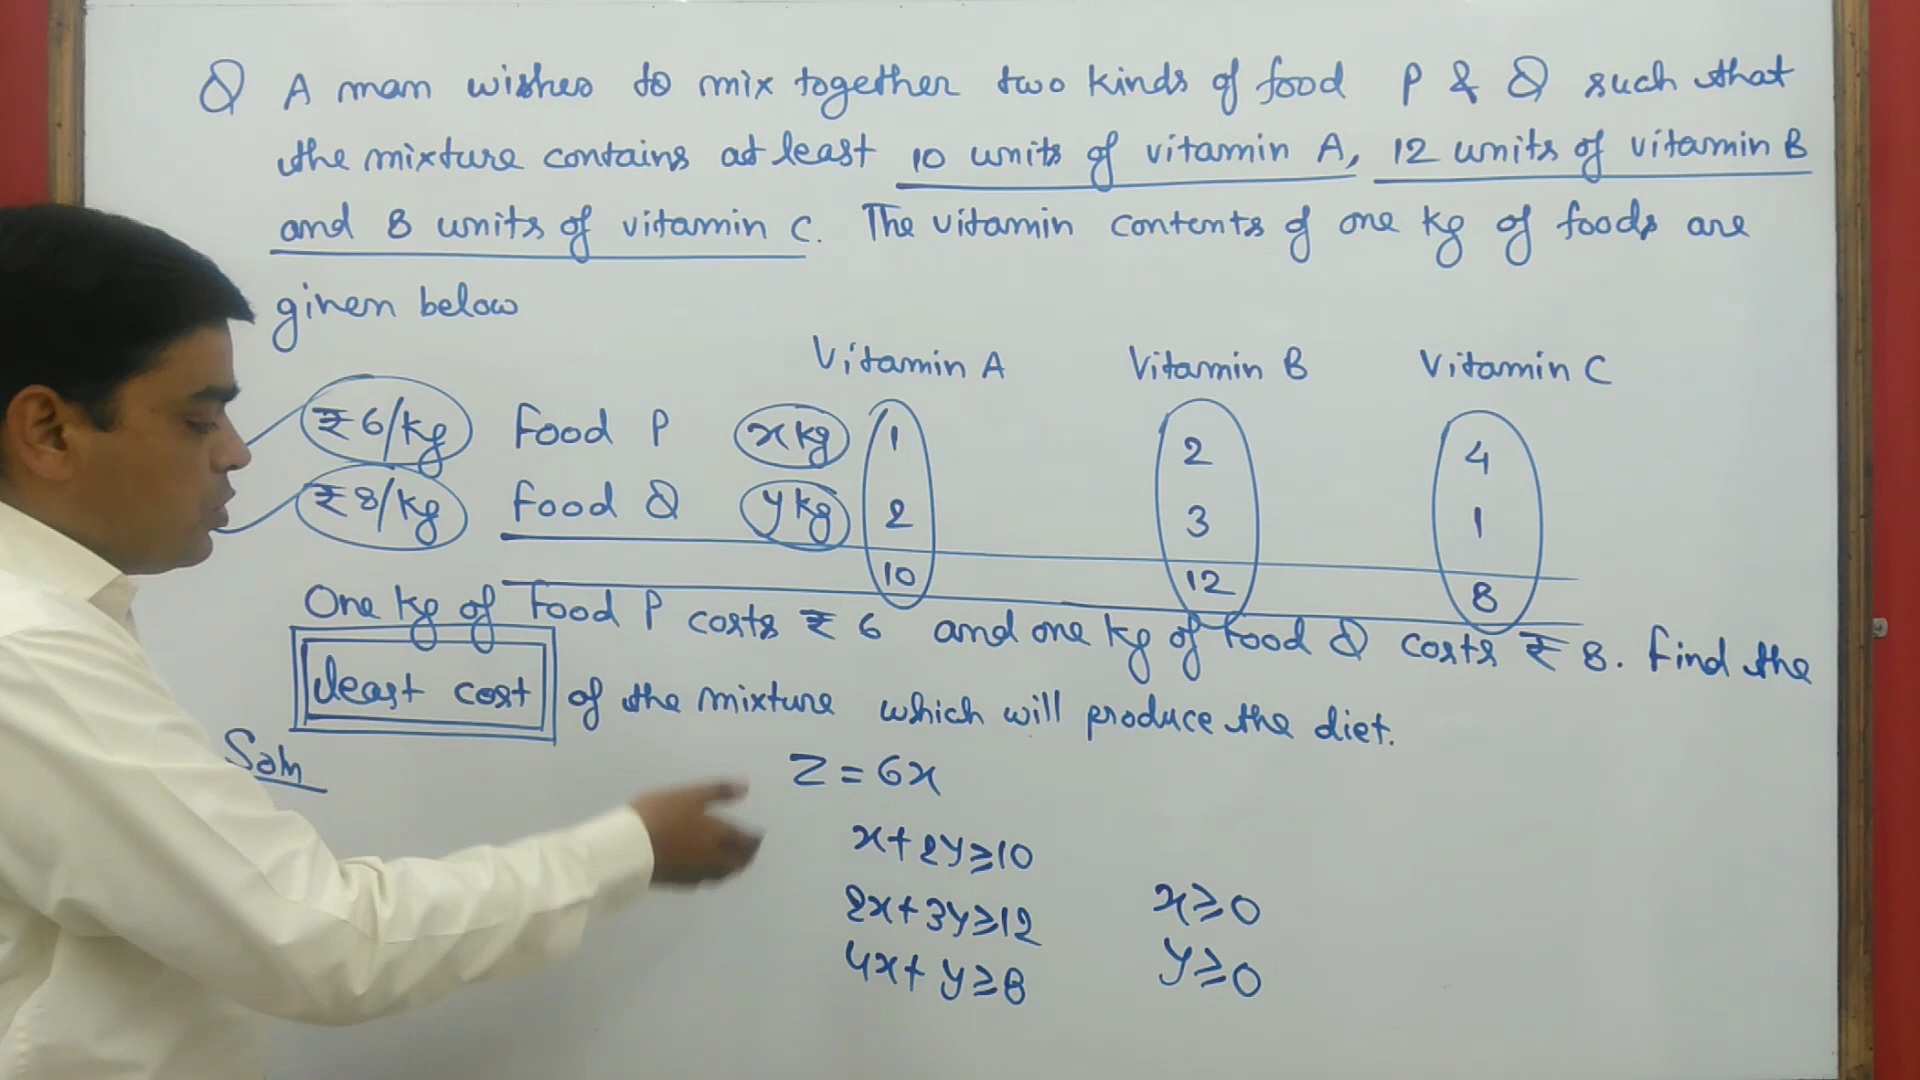 Q A man wishes to mix together two kinds of food P & Q such that
the mixture contains at least 10 units of vitamin A, 12 units of vitamin B
and 8 units of vitamin C. The vitamin contents of one kg of foods are
given below
Vitamin A Vitamin B Vitamin C
₹6/kg Food P x kg 1 2 4
₹8/kg Food Q y kg 2 3 1
10 12 8
One kg of Food P costs ₹ 6 and one kg of Food Q costs ₹ 8. Find the
least cost of the mixture which will produce the diet.
Soln
Z = 6x
x+2y≥10
2x+3y≥12 x≥0
4x+y≥8 y≥0